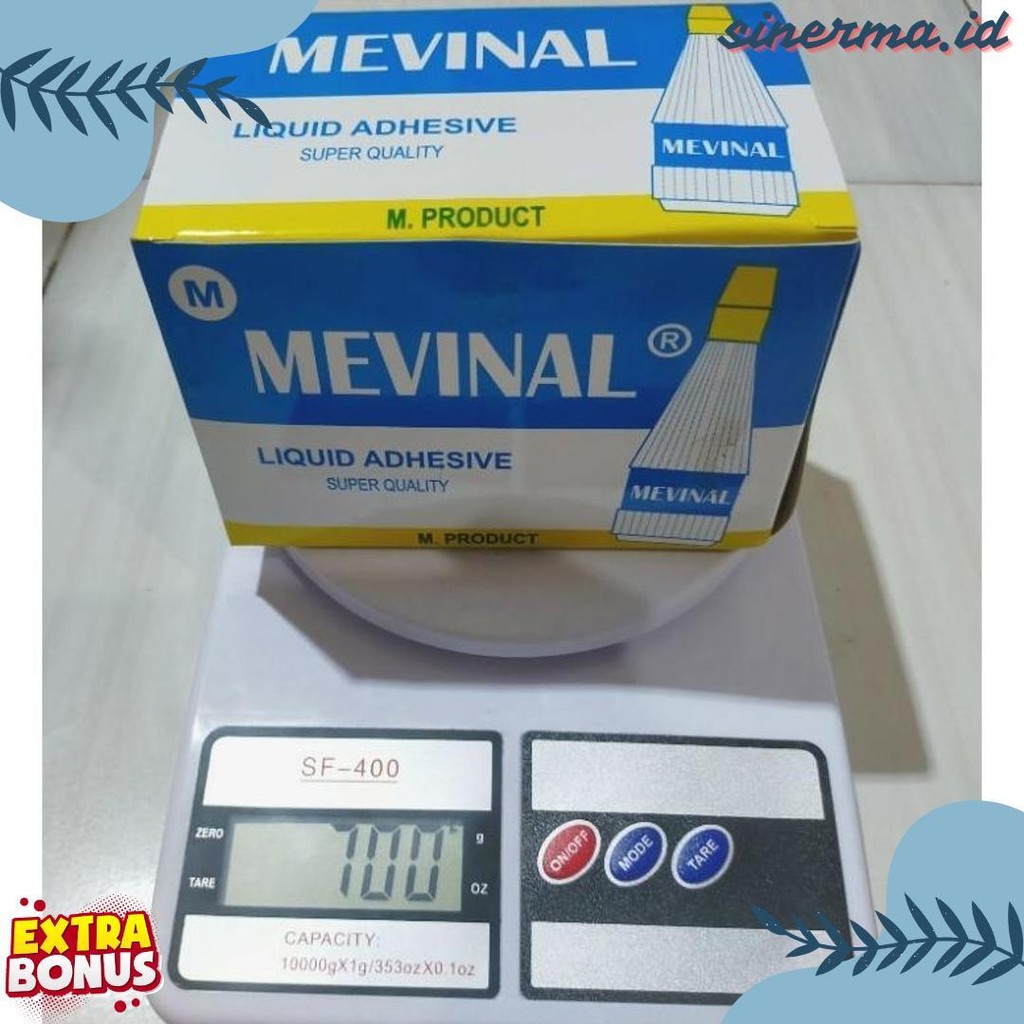 sinerma.id
MEVINAL
LIQUID ADHESIVE
SUPER QUALITY
MEVINAL
M. PRODUCT
M
MEVINAL ®
LIQUID ADHESIVE
SUPER QUALITY
MEVINAL
M. PRODUCT
SF-400
ZERO
700 g
TARE
OZ
ON/OFF
MODE
TARE
CAPACITY:
10000gX1g/353ozX0.1oz
EXTRA
BONUS